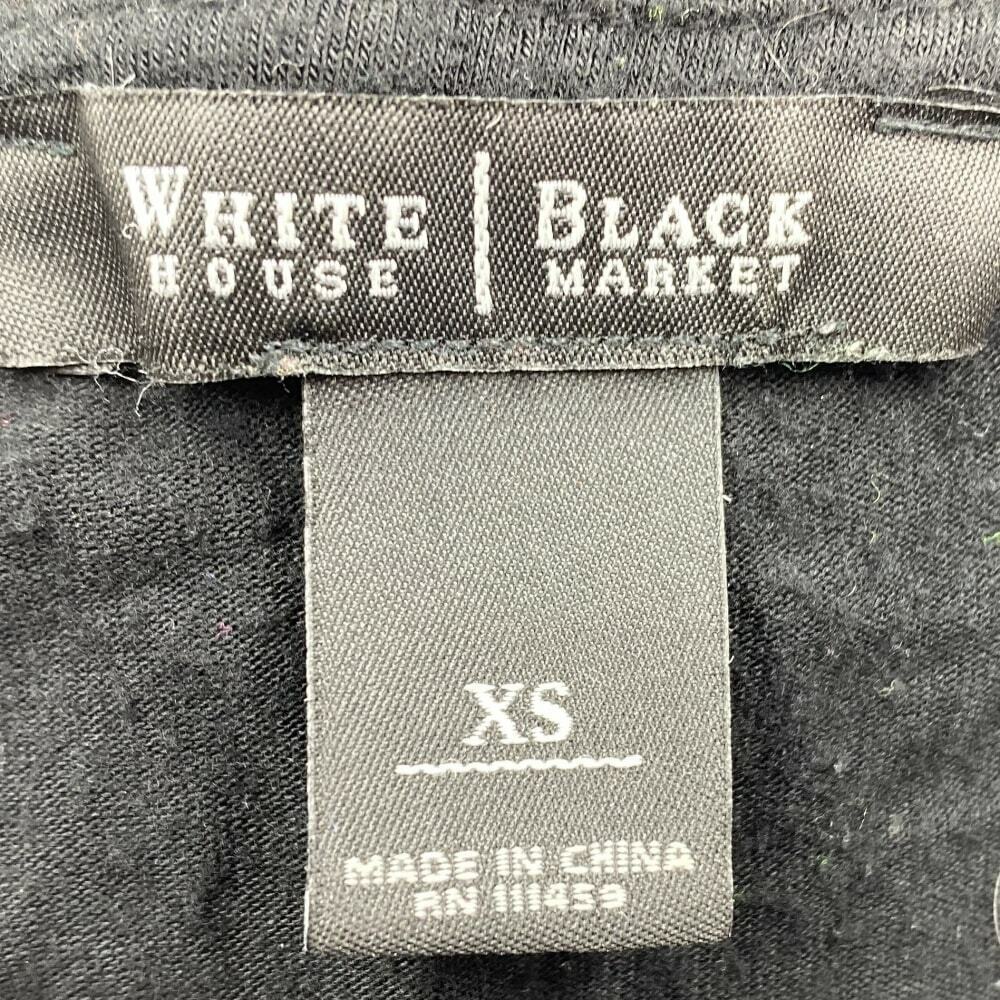 WHITE | BLACK
HOUSE | MARKET
XS
MADE IN CHINA
RN 111459